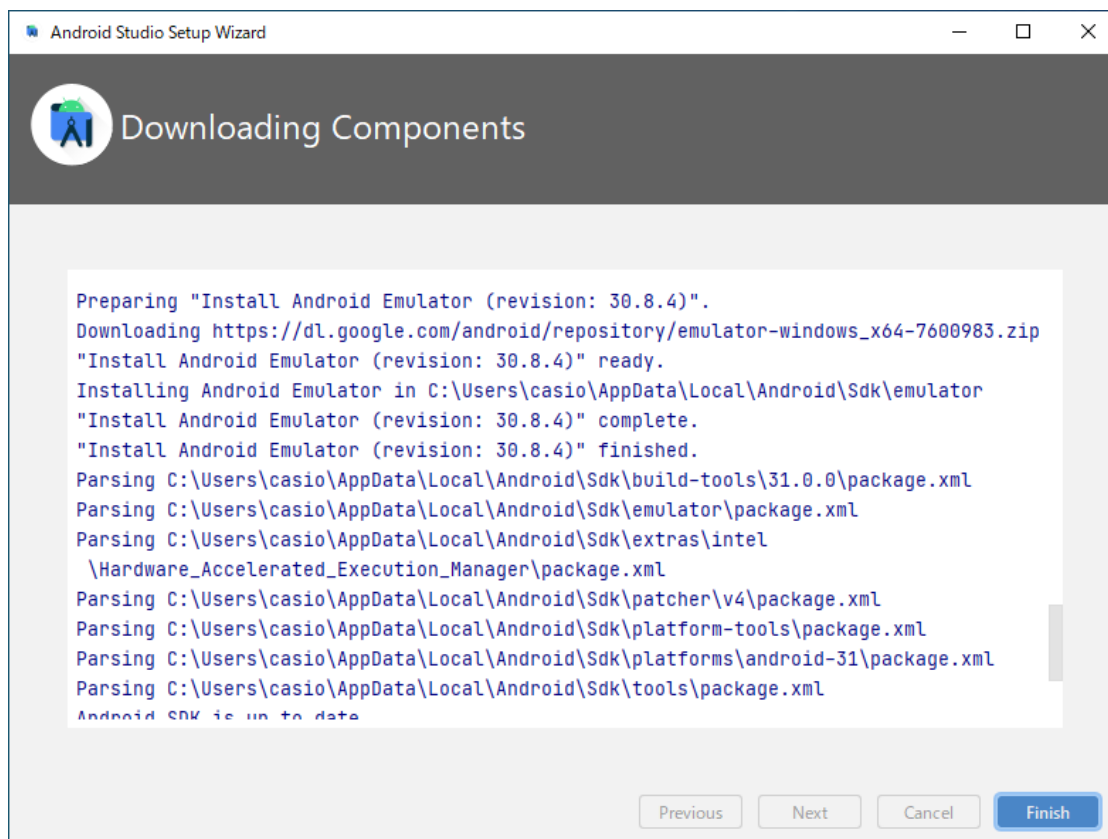 Android Studio Setup Wizard
Downloading Components
Preparing "Install Android Emulator (revision: 30.8.4)".
Downloading https://dl.google.com/android/repository/emulator-windows_x64-7600983.zip
"Install Android Emulator (revision: 30.8.4)" ready.
Installing Android Emulator in C:\Users\casio\AppData\Local\Android\Sdk\emulator
"Install Android Emulator (revision: 30.8.4)" complete.
"Install Android Emulator (revision: 30.8.4)" finished.
Parsing C:\Users\casio\AppData\Local\Android\Sdk\build-tools\31.0.0\package.xml
Parsing C:\Users\casio\AppData\Local\Android\Sdk\emulator\package.xml
Parsing C:\Users\casio\AppData\Local\Android\Sdk\extras\intel
\Hardware_Accelerated_Execution_Manager\package.xml
Parsing C:\Users\casio\AppData\Local\Android\Sdk\patcher\v4\package.xml
Parsing C:\Users\casio\AppData\Local\Android\Sdk\platform-tools\package.xml
Parsing C:\Users\casio\AppData\Local\Android\Sdk\platforms\android-31\package.xml
Parsing C:\Users\casio\AppData\Local\Android\Sdk\tools\package.xml
Android SDK is up to date
Previous
Next
Cancel
Finish